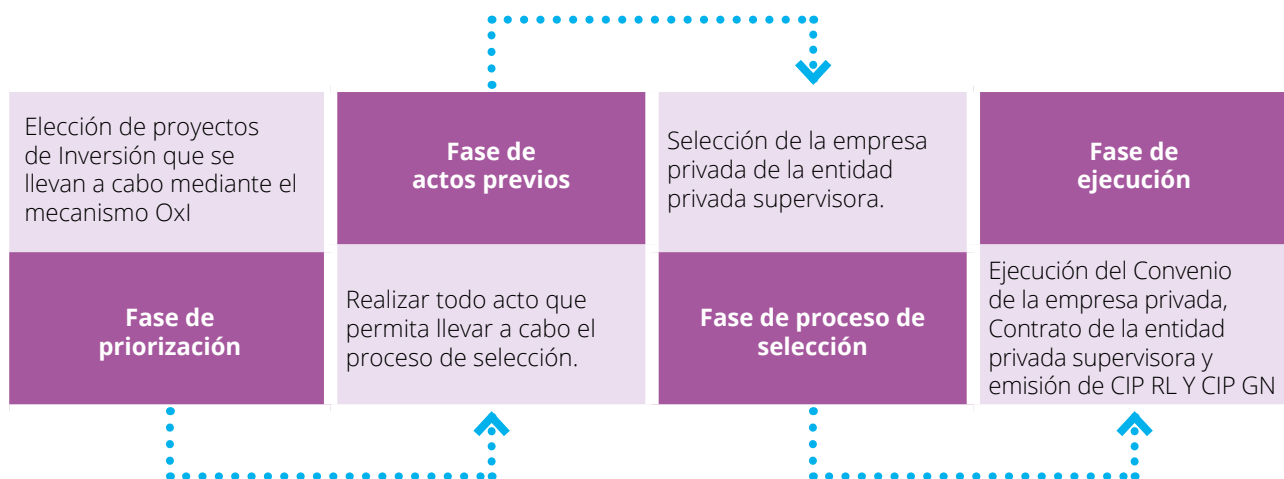 Elección de proyectos
de Inversión que se
llevan a cabo mediante el
mecanismo OxI
Fase de
priorización
Fase de
actos previos
Realizar todo acto que
permita llevar a cabo el
proceso de selección.
Selección de la empresa
privada de la entidad
privada supervisora.
Fase de proceso de
selección
Fase de
ejecución
Ejecución del Convenio
de la empresa privada,
Contrato de la entidad
privada supervisora y
emisión de CIP RL Y CIP GN